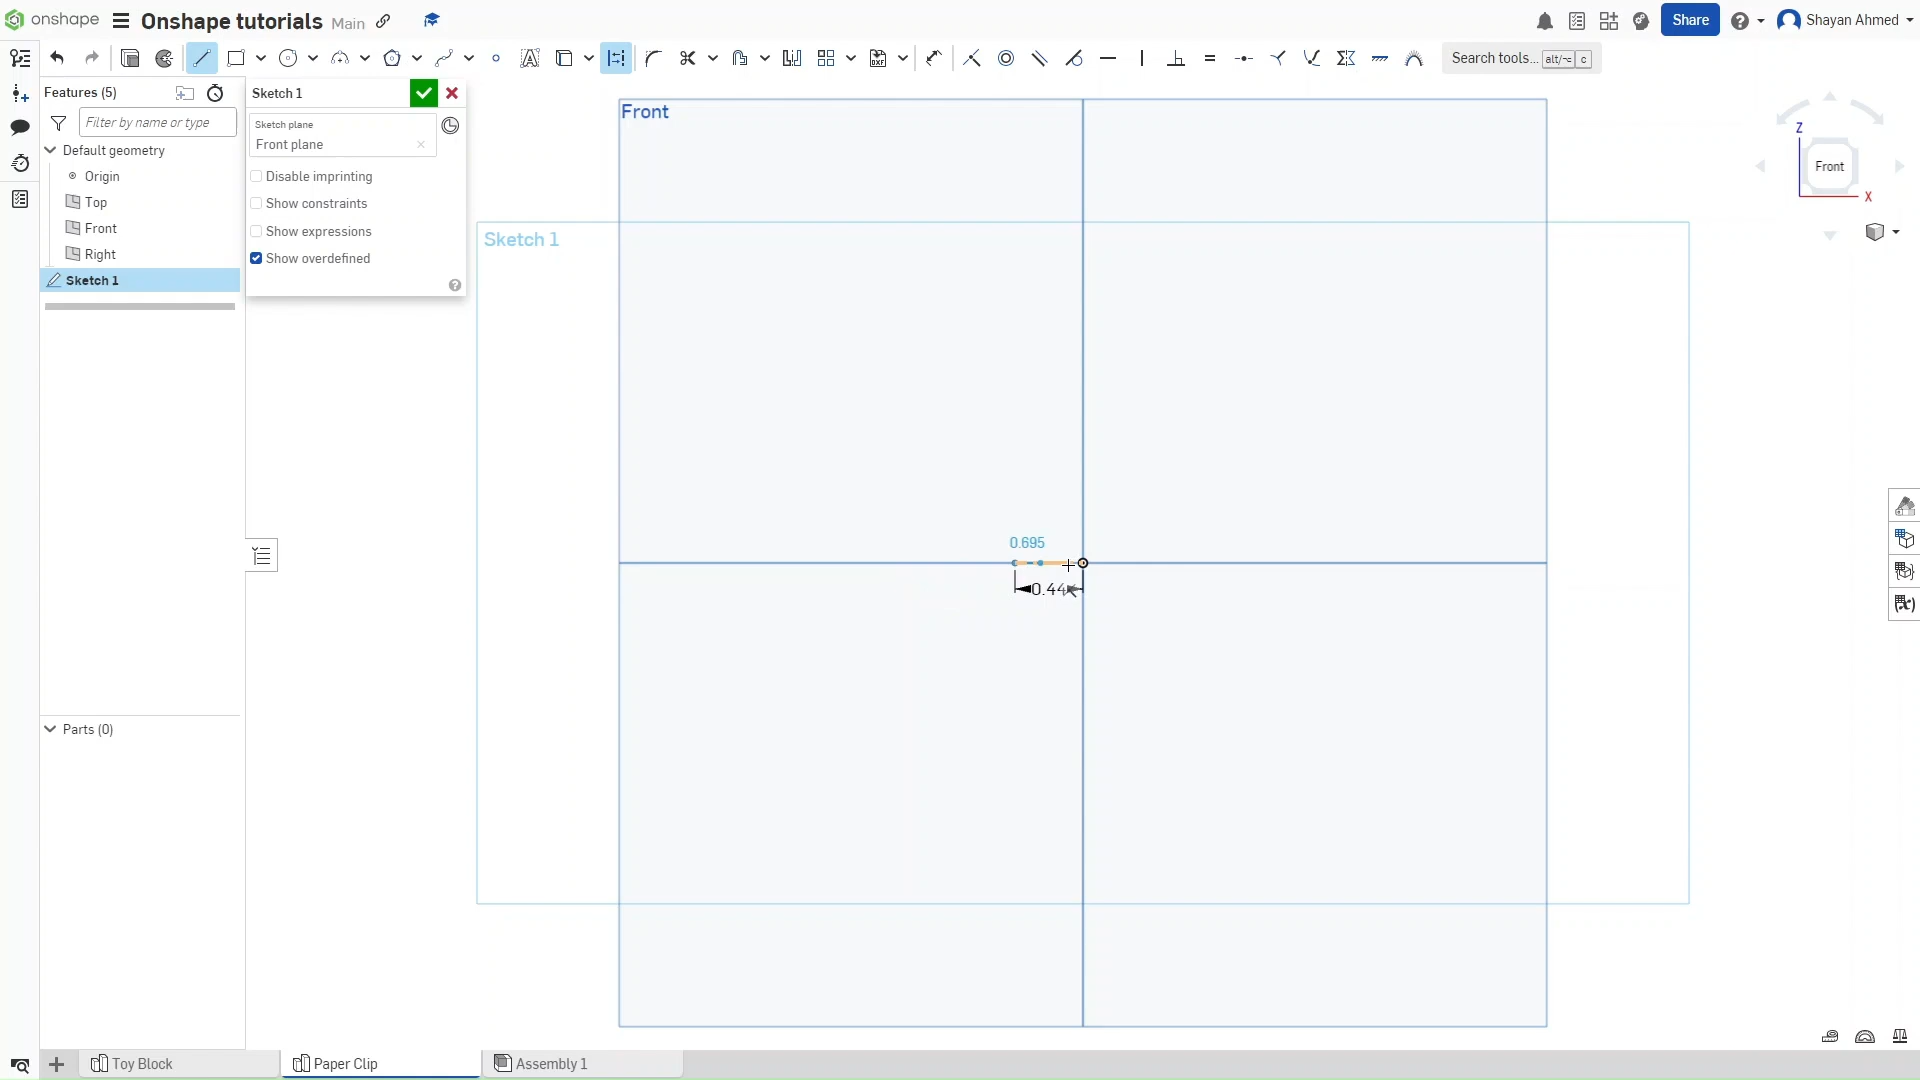 onshape Onshape tutorials Main
Share
Shayan Ahmed
Search tools... alt/⌥ c
Features (5)
Filter by name or type
Default geometry
Origin
Top
Front
Right
Sketch 1
Parts (0)
Sketch 1
Sketch plane
Front plane
Disable imprinting
Show constraints
Show expressions
Show overdefined
Front
Sketch 1
0.695
0.44
Z
Front
X
(x)
Toy Block
Paper Clip
Assembly 1